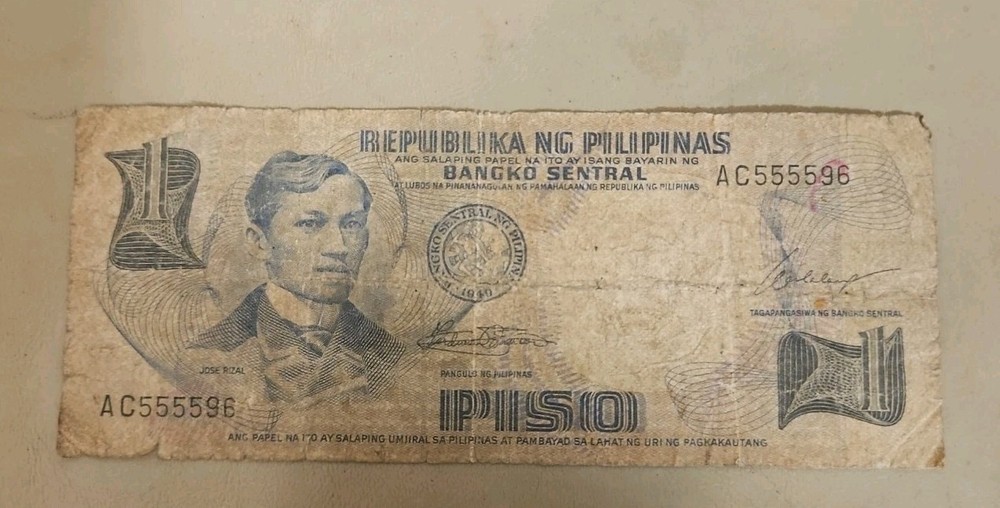 REPUBLIKA NG PILIPINAS
ANG SALAPING PAPEL NA ITO AY ISANG BAYARIN NG
BANGKO SENTRAL
AT LUBOS NA PINANANAGUTAN NG PAMAHALAAN NG REPUBLIKA NG PILIPINAS
AC555596
1
BANGKO SENTRAL NG PILIPINAS
1949
TAGAPANGASIWA NG BANGKO SENTRAL
JOSE RIZAL
PANGULO NG PILIPINAS
1
AC555596
PISO
ANG PAPEL NA ITO AY SALAPING UMIIRAL SA PILIPINAS AT PAMBAYAD SA LAHAT NG URI NG PAGKAKAUTANG